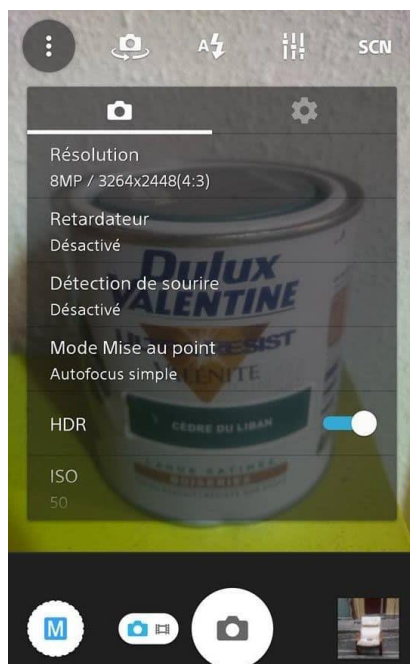 A
SCN
Résolution
8MP / 3264x2448(4:3)
Retardateur
Désactivé
Détection de sourire
Désactivé
Mode Mise au point
Autofocus simple
HDR
ISO
50
Dulux
VALENTINE
CÈDRE DU LIBAN
M